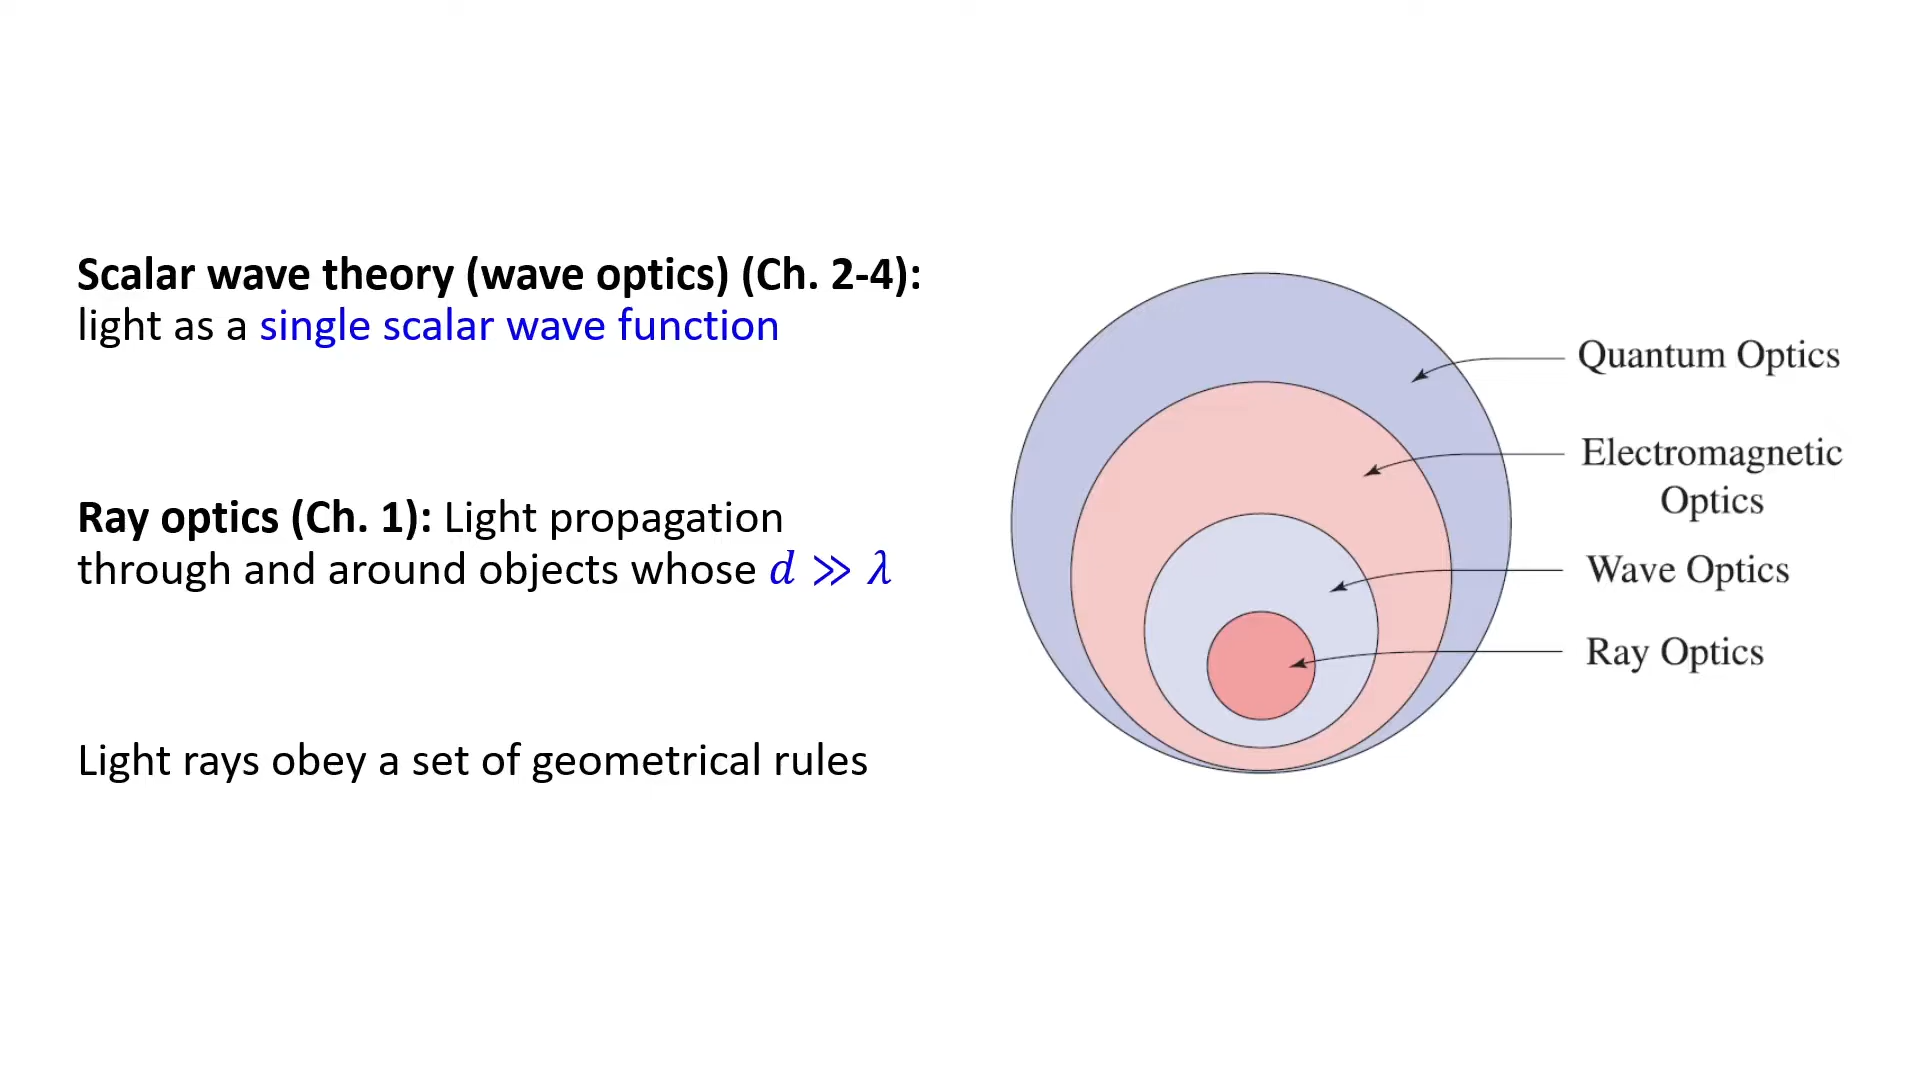 Scalar wave theory (wave optics) (Ch. 2-4):
light as a single scalar wave function
Ray optics (Ch. 1): Light propagation
through and around objects whose d ≫ λ
Light rays obey a set of geometrical rules
Quantum Optics
Electromagnetic
Optics
Wave Optics
Ray Optics